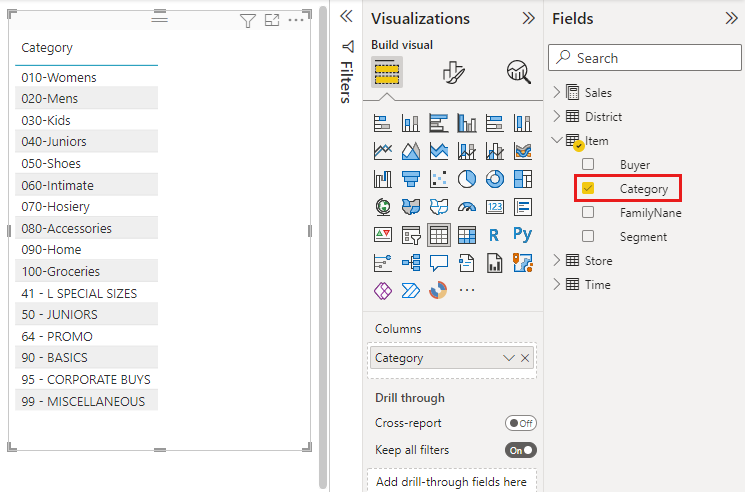 Category
010-Womens
020-Mens
030-Kids
040-Juniors
050-Shoes
060-Intimate
070-Hosiery
080-Accessories
090-Home
100-Groceries
41 - L SPECIAL SIZES
50 - JUNIORS
64 - PROMO
90 - BASICS
95 - CORPORATE BUYS
99 - MISCELLANEOUS
Filters
Visualizations
Build visual
123
R
Py
Columns
Category
Drill through
Cross-report
Off
Keep all filters
On
Add drill-through fields here
Fields
Search
Sales
District
Item
Buyer
Category
FamilyNane
Segment
Store
Time